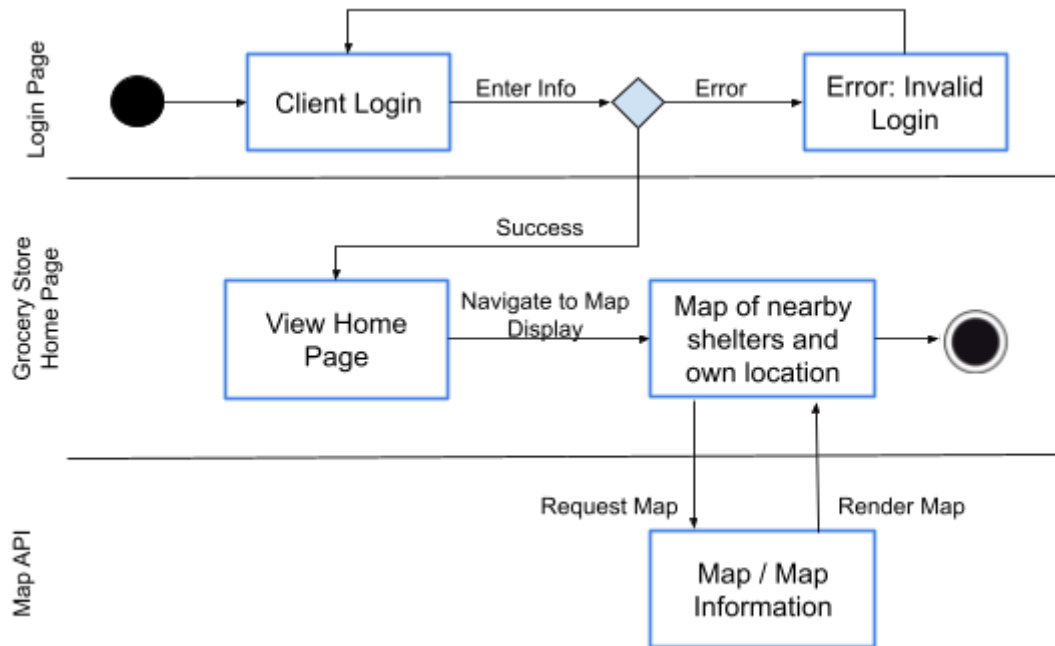 Login Page
Client Login
Enter Info
Error
Error: Invalid
Login
Grocery Store
Home Page
Success
View Home
Page
Navigate to Map
Display
Map of nearby
shelters and
own location
Map API
Request Map
Render Map
Map / Map
Information